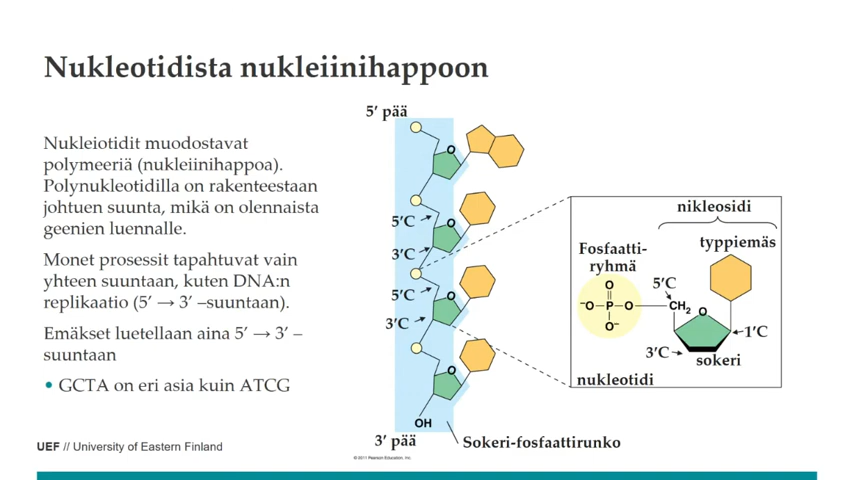 Nukleotidista nukleiinihappoon
Nukleiotidit muodostavat
polymeeriä (nukleiinihappoa).
Polynukleotidilla on rakenteestaan
johtuen suunta, mikä on olennaista
geenien luennalle.
Monet prosessit tapahtuvat vain
yhteen suuntaan, kuten DNA:n
replikaatio (5′ → 3′ –suuntaan).
Emäkset luetellaan aina 5′ → 3′ –
suuntaan
• GCTA on eri asia kuin ATCG
UEF // University of Eastern Finland
5′ pää
O
O
5′C
3′C
O
5′C
3′C
O
OH
3′ pää
Sokeri-fosfaattirunko
© 2011 Pearson Education, Inc.
nikleosidi
typpiemäs
Fosfaatti-
ryhmä
5′C
O
⁻O–P–O
O⁻
CH₂
O
1′C
3′C
sokeri
nukleotidi